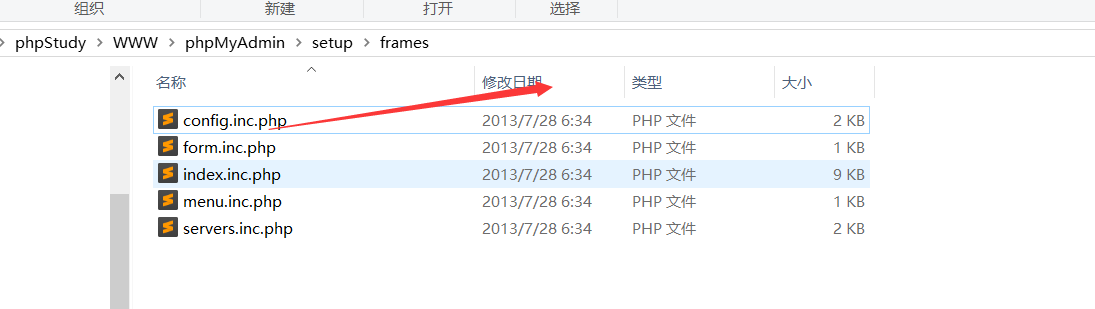 组织 新建 打开 选择
phpStudy > WWW > phpMyAdmin > setup > frames
名称 修改日期 类型 大小
config.inc.php 2013/7/28 6:34 PHP 文件 2 KB
form.inc.php 2013/7/28 6:34 PHP 文件 1 KB
index.inc.php 2013/7/28 6:34 PHP 文件 9 KB
menu.inc.php 2013/7/28 6:34 PHP 文件 1 KB
servers.inc.php 2013/7/28 6:34 PHP 文件 2 KB